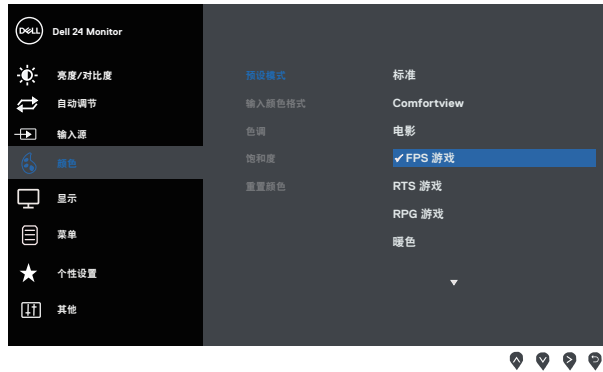 DELL
Dell 24 Monitor
亮度/对比度
自动调节
输入源
颜色
显示
菜单
个性设置
其他
预设模式
输入颜色格式
色调
饱和度
重置颜色
标准
Comfortview
电影
✓FPS 游戏
RTS 游戏
RPG 游戏
暖色